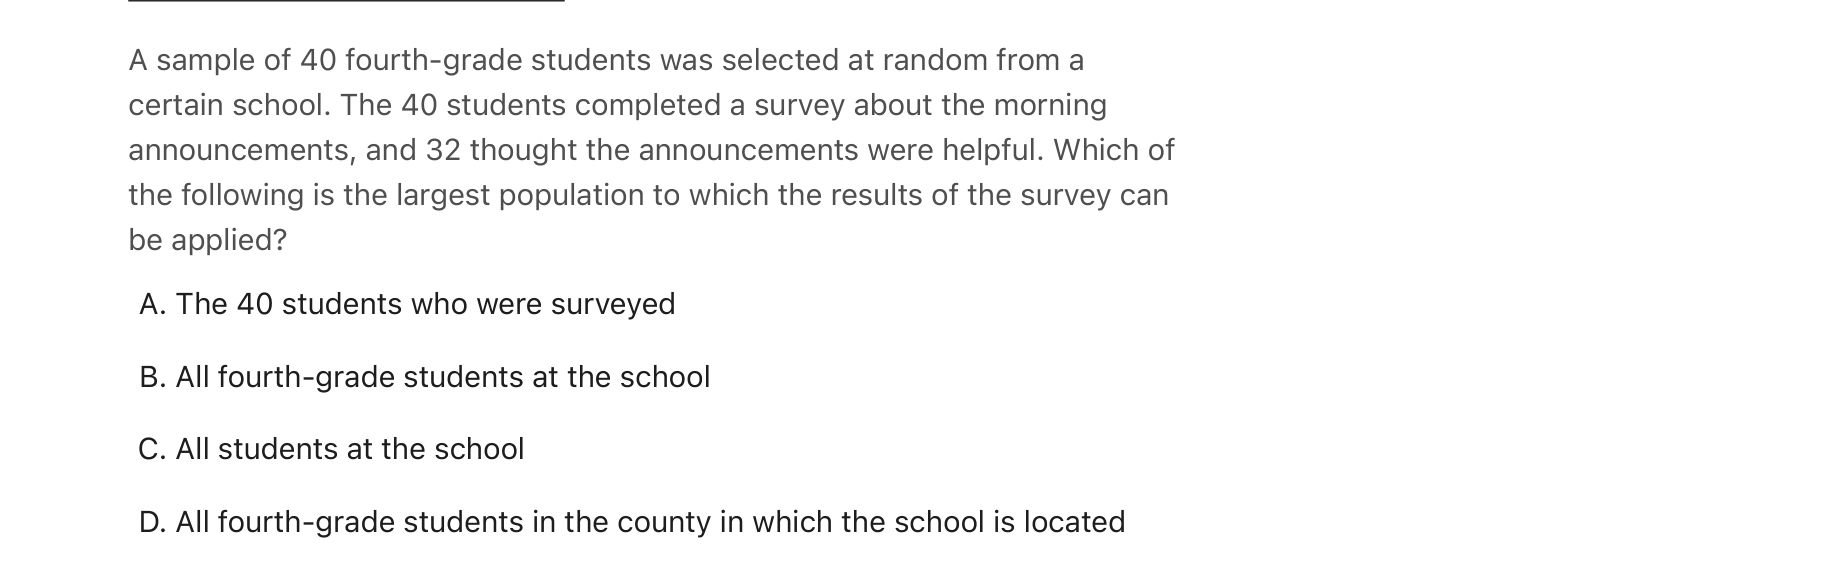 A sample of 40 fourth-grade students was selected at random from a
certain school. The 40 students completed a survey about the morning
announcements, and 32 thought the announcements were helpful. Which of
the following is the largest population to which the results of the survey can
be applied?
A. The 40 students who were surveyed
B. All fourth-grade students at the school
C. All students at the school
D. All fourth-grade students in the county in which the school is located